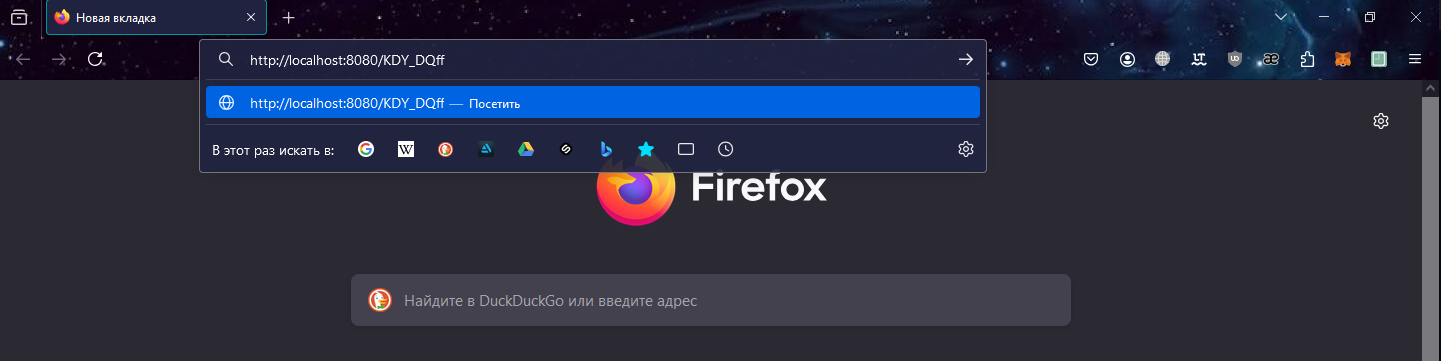 Новая вкладка
http://localhost:8080/KDY_DQff
http://localhost:8080/KDY_DQff — Посетить
В этот раз искать в:
Firefox
Найдите в DuckDuckGo или введите адрес